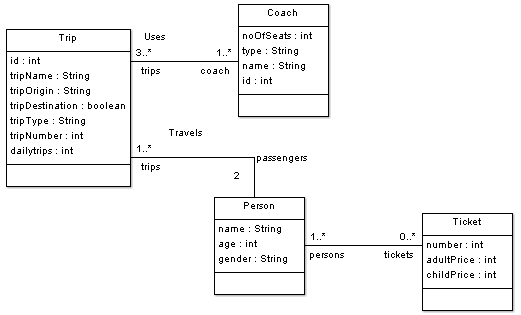 Trip
id : int
tripName : String
tripOrigin : String
tripDestination : boolean
tripType : String
tripNumber : int
dailytrips : int
Uses
3..*
1..*
trips
coach
Coach
noOfSeats : int
type : String
name : String
id : int
Travels
1..*
trips
passengers
2
Person
name : String
age : int
gender : String
1..*
0..*
persons
tickets
Ticket
number : int
adultPrice : int
childPrice : int